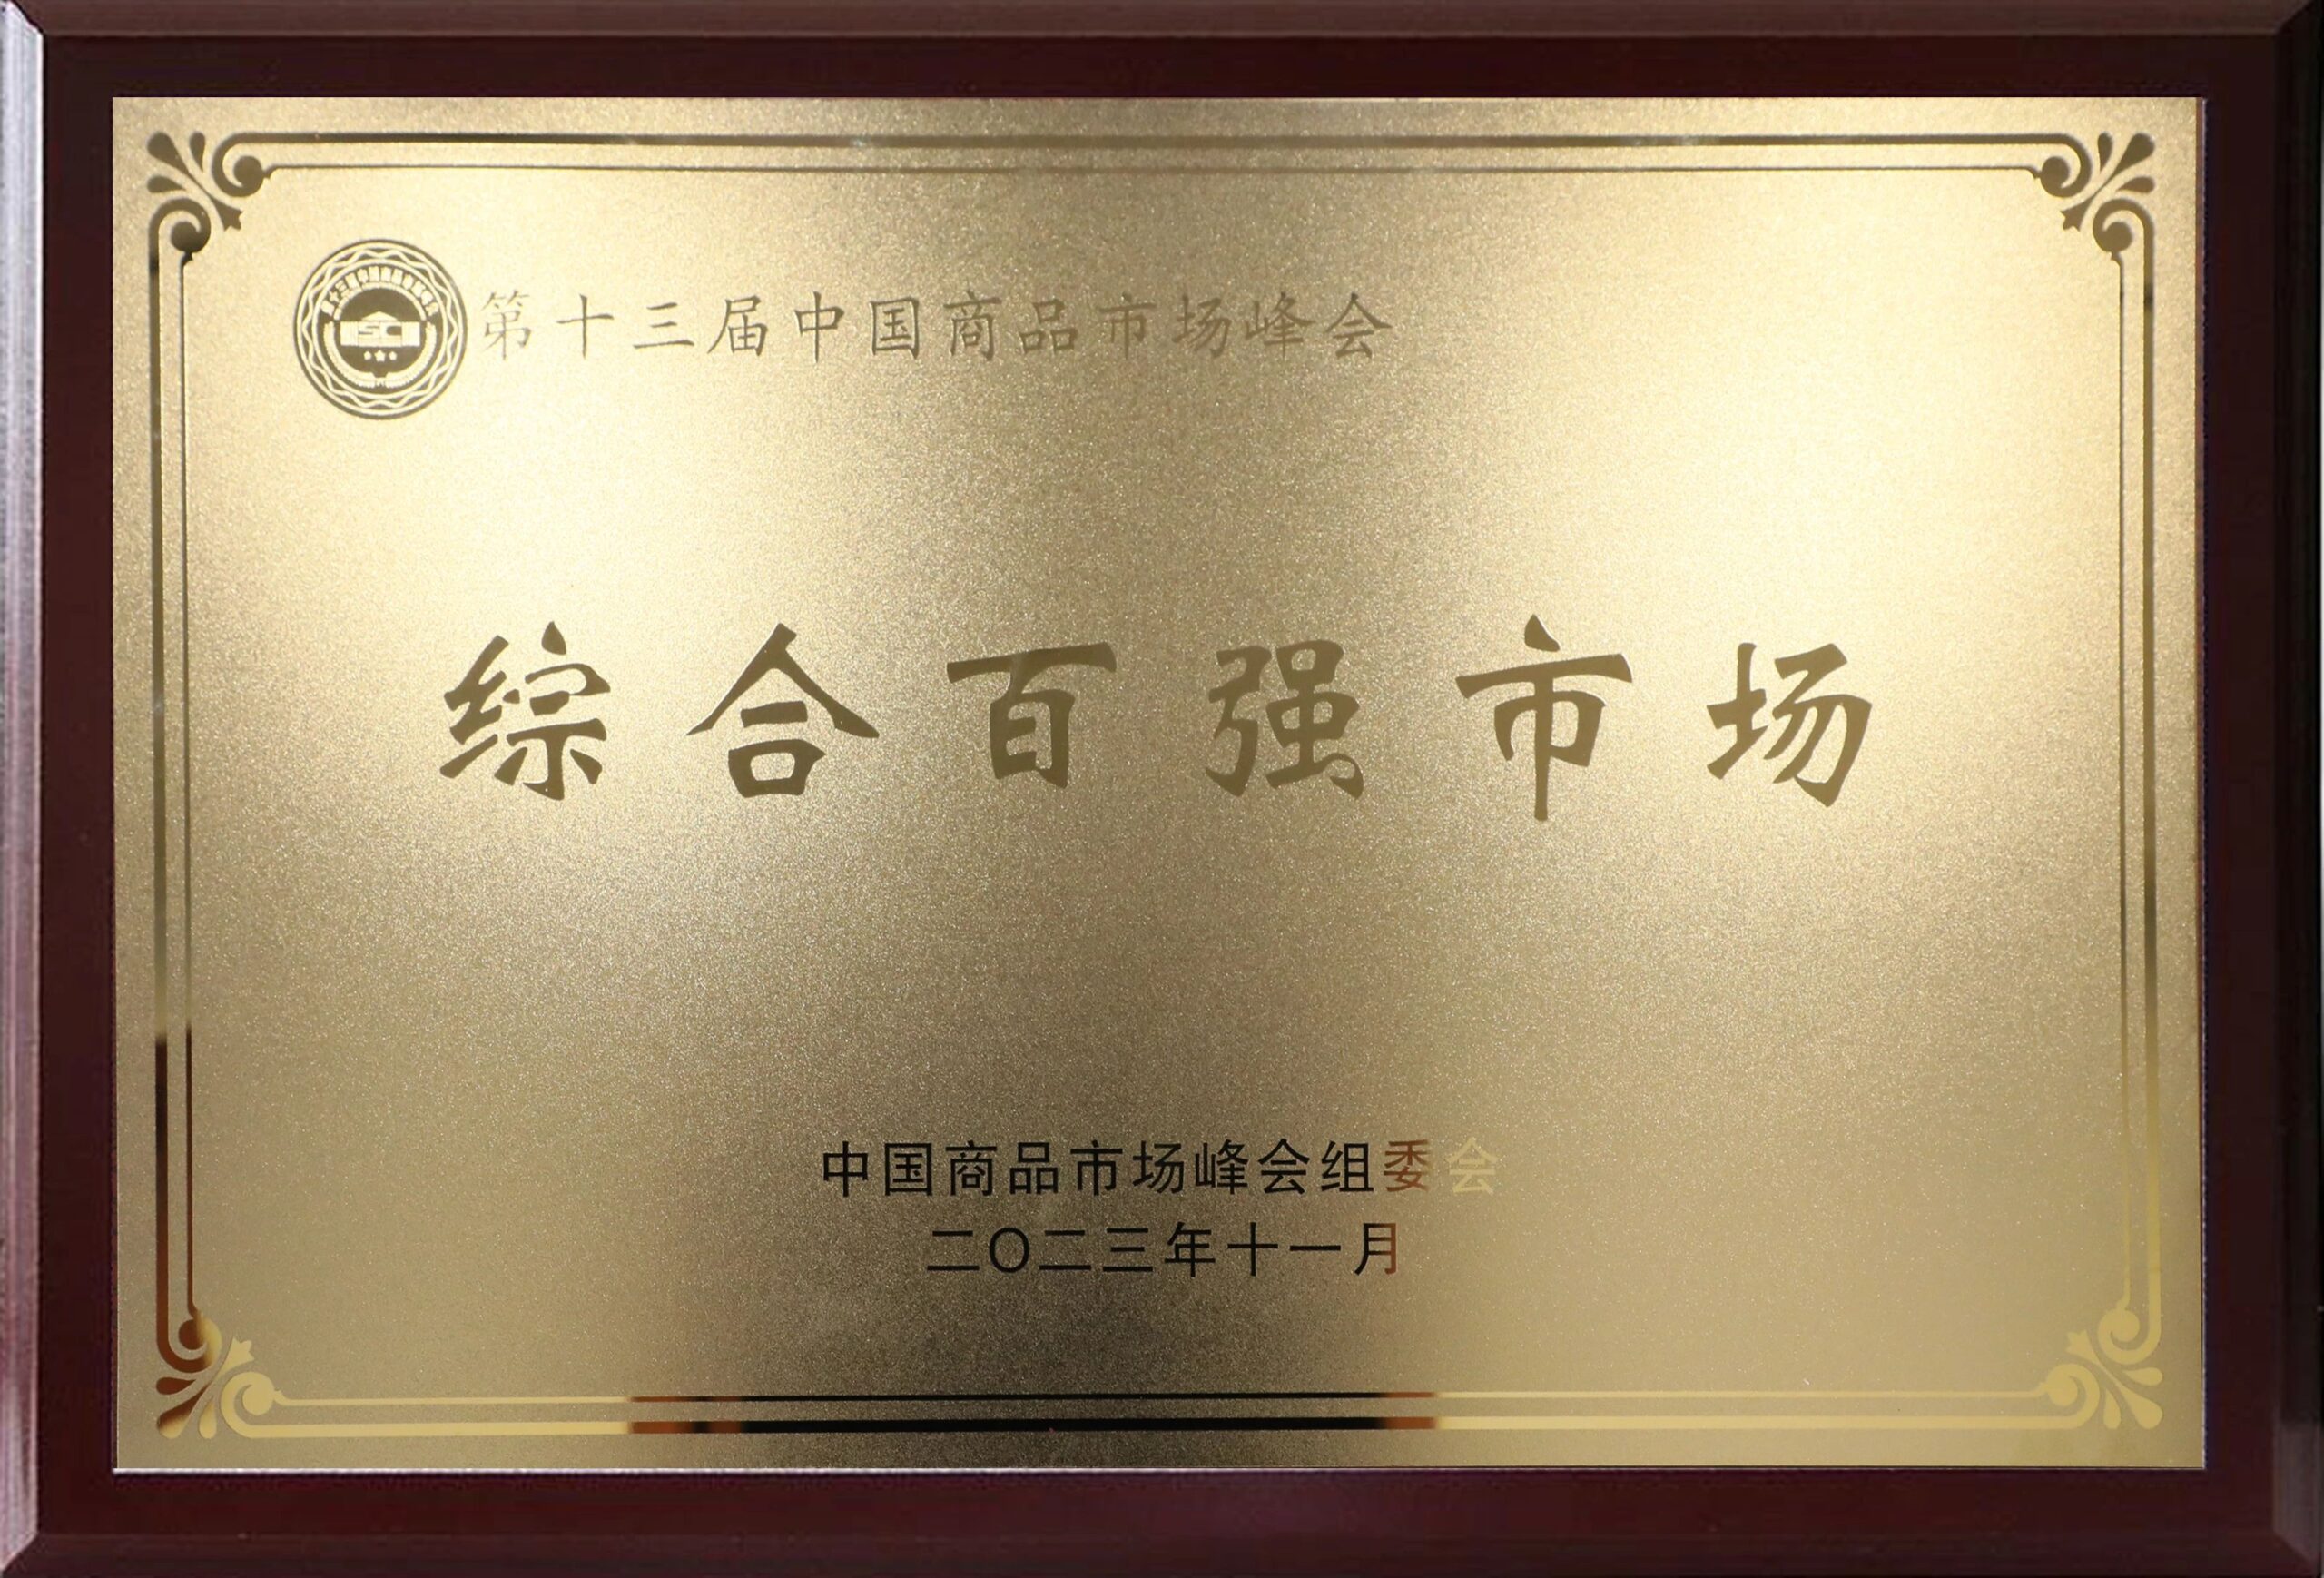 第十三届中国商品市场峰会
综合百强市场
中国商品市场峰会组委会
二〇二三年十一月